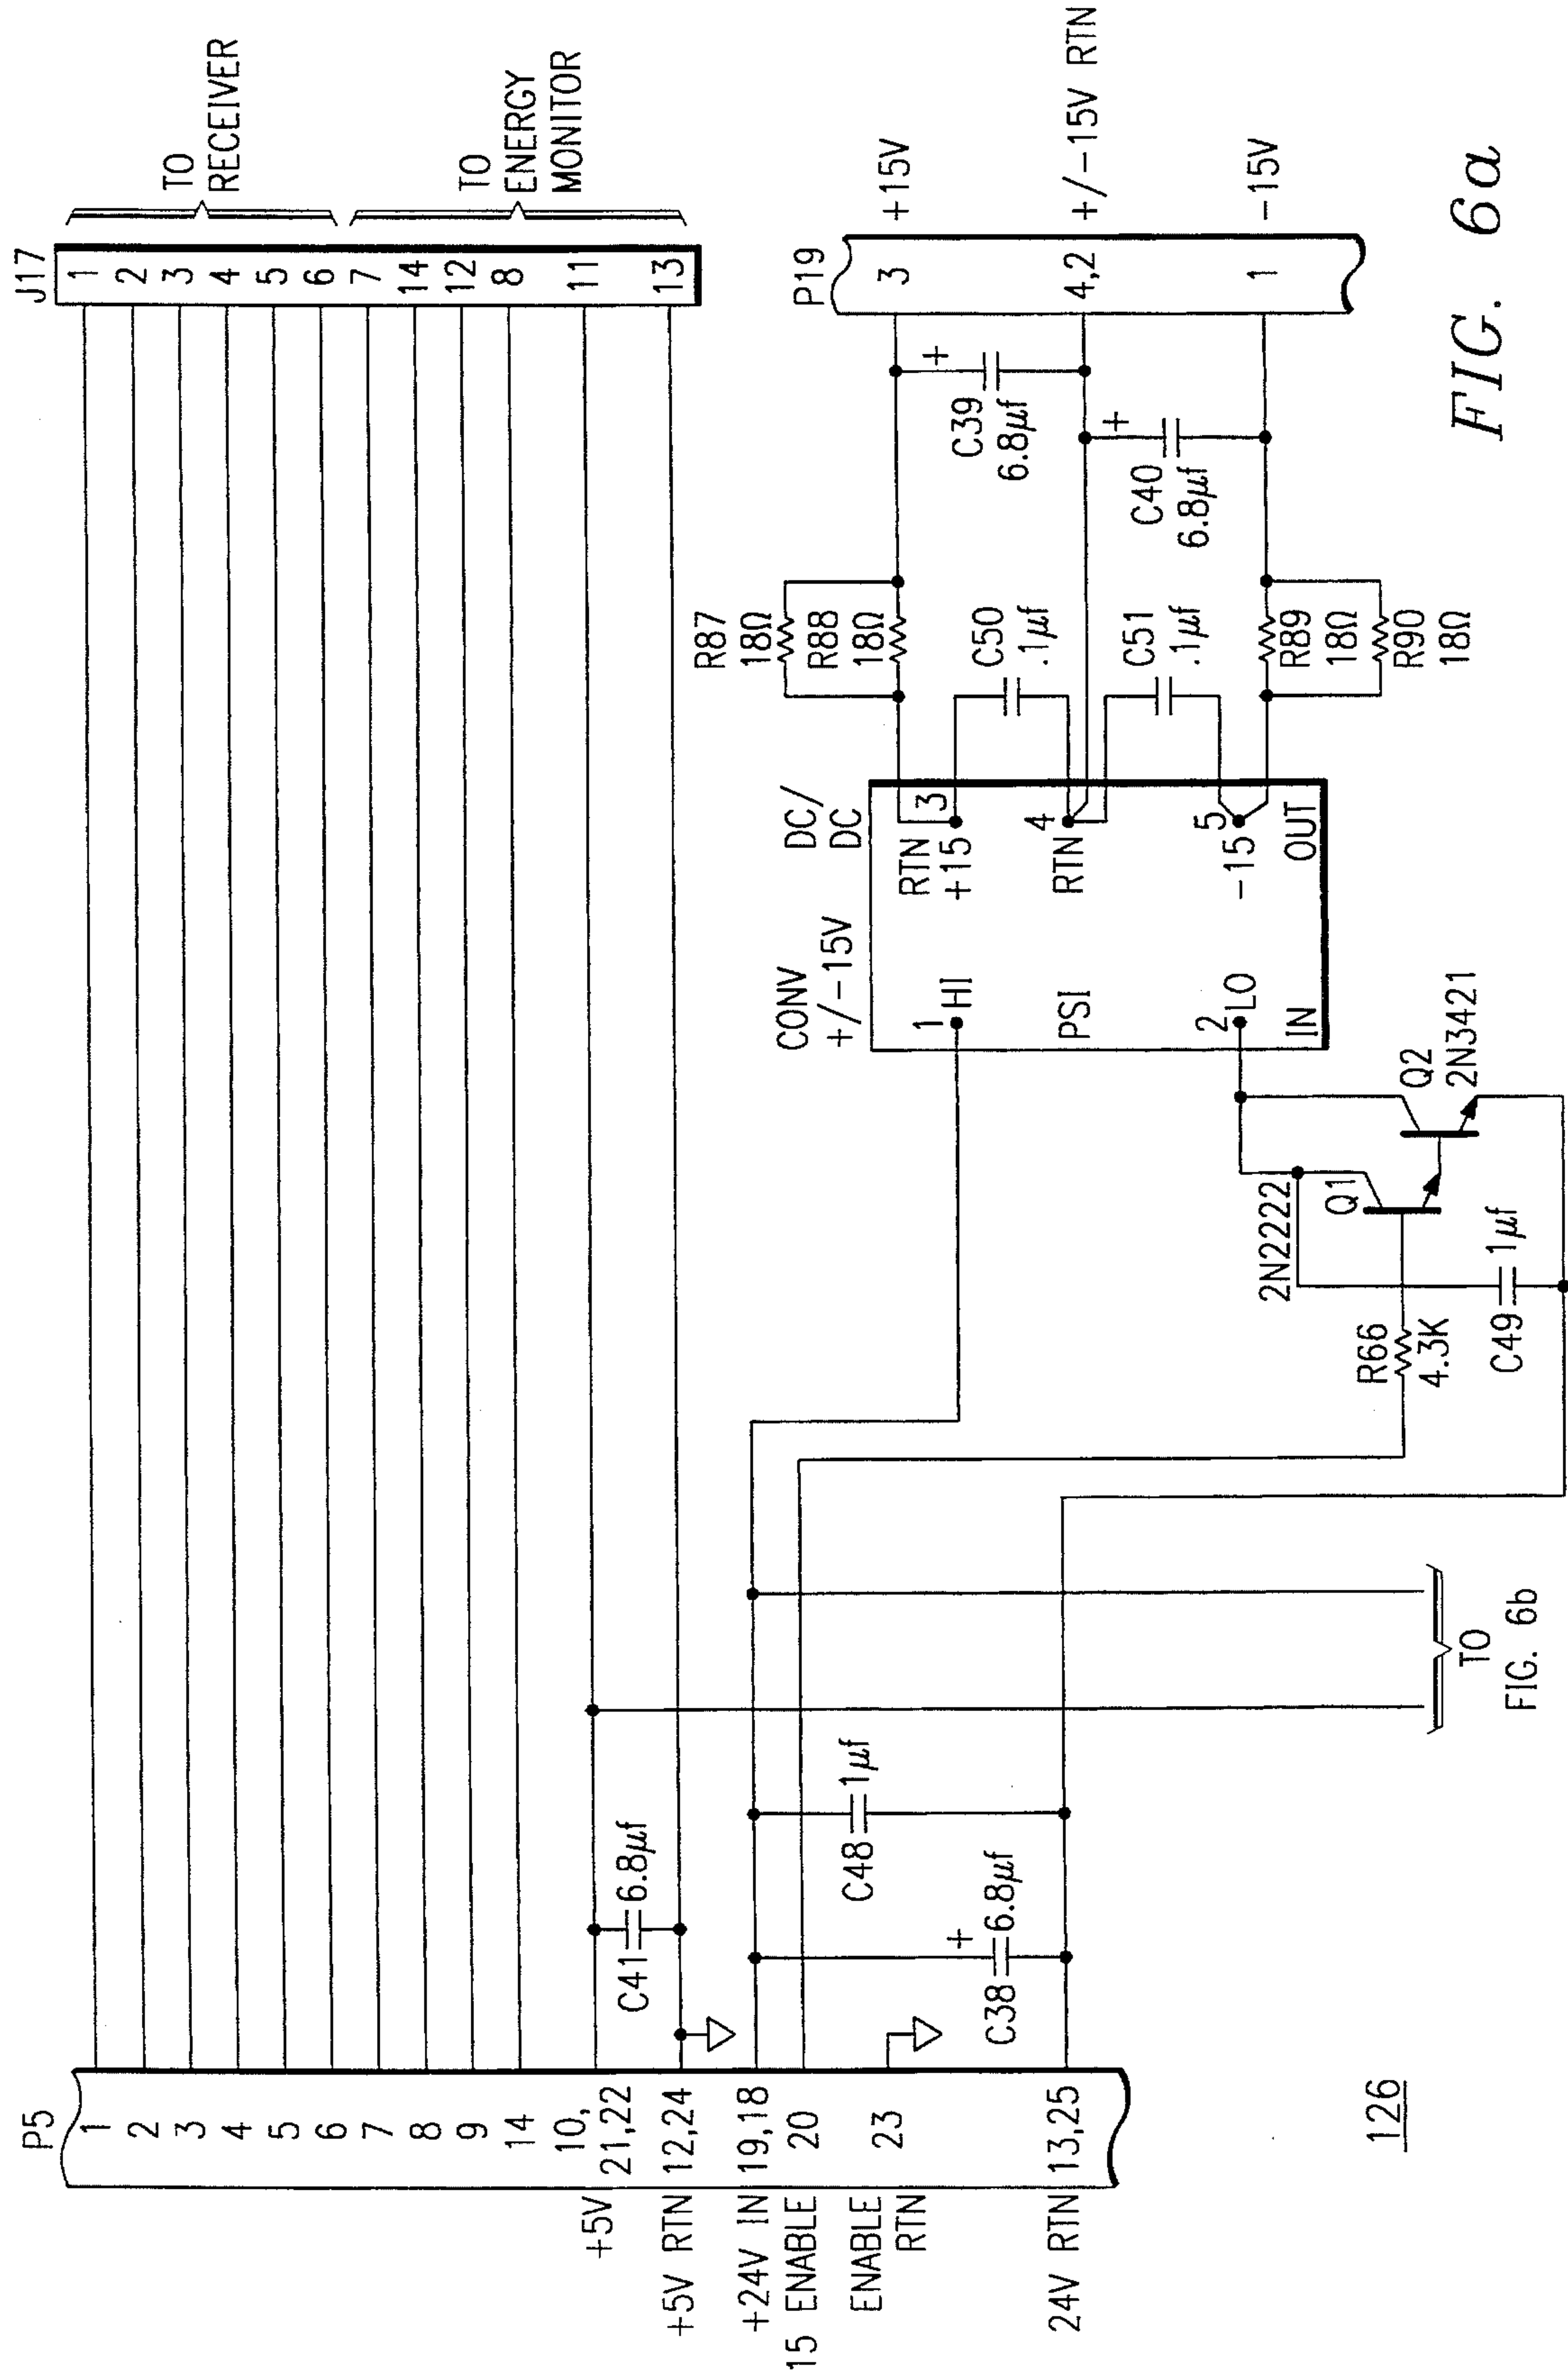 P5
1
2
3
4
5
6
7
8
9
14
10,
21,22
12,24
19,18
20
23
13,25
+5V
+5V RTN
+24V IN
15 ENABLE
ENABLE
RTN
24V RTN
C41
6.8µf
C38
+
6.8µf
C48
1µf
TO
FIG. 6b
R66
4.3K
C49
1µf
2N2222
Q1
Q2
2N3421
CONV
+/-15V
DC/
DC
1
HI
PSI
2
LO
IN
RTN
+15
3
RTN
4
-15
5
OUT
R87
18Ω
R88
18Ω
C50
.1µf
C51
.1µf
R89
18Ω
R90
18Ω
+
C39
6.8µf
+
C40
6.8µf
J17
1
2
3
4
5
6
7
14
12
8
11
13
TO
RECEIVER
TO
ENERGY
MONITOR
P19
3
4,2
1
+15V
+/-15V RTN
-15V
126
FIG. 6a